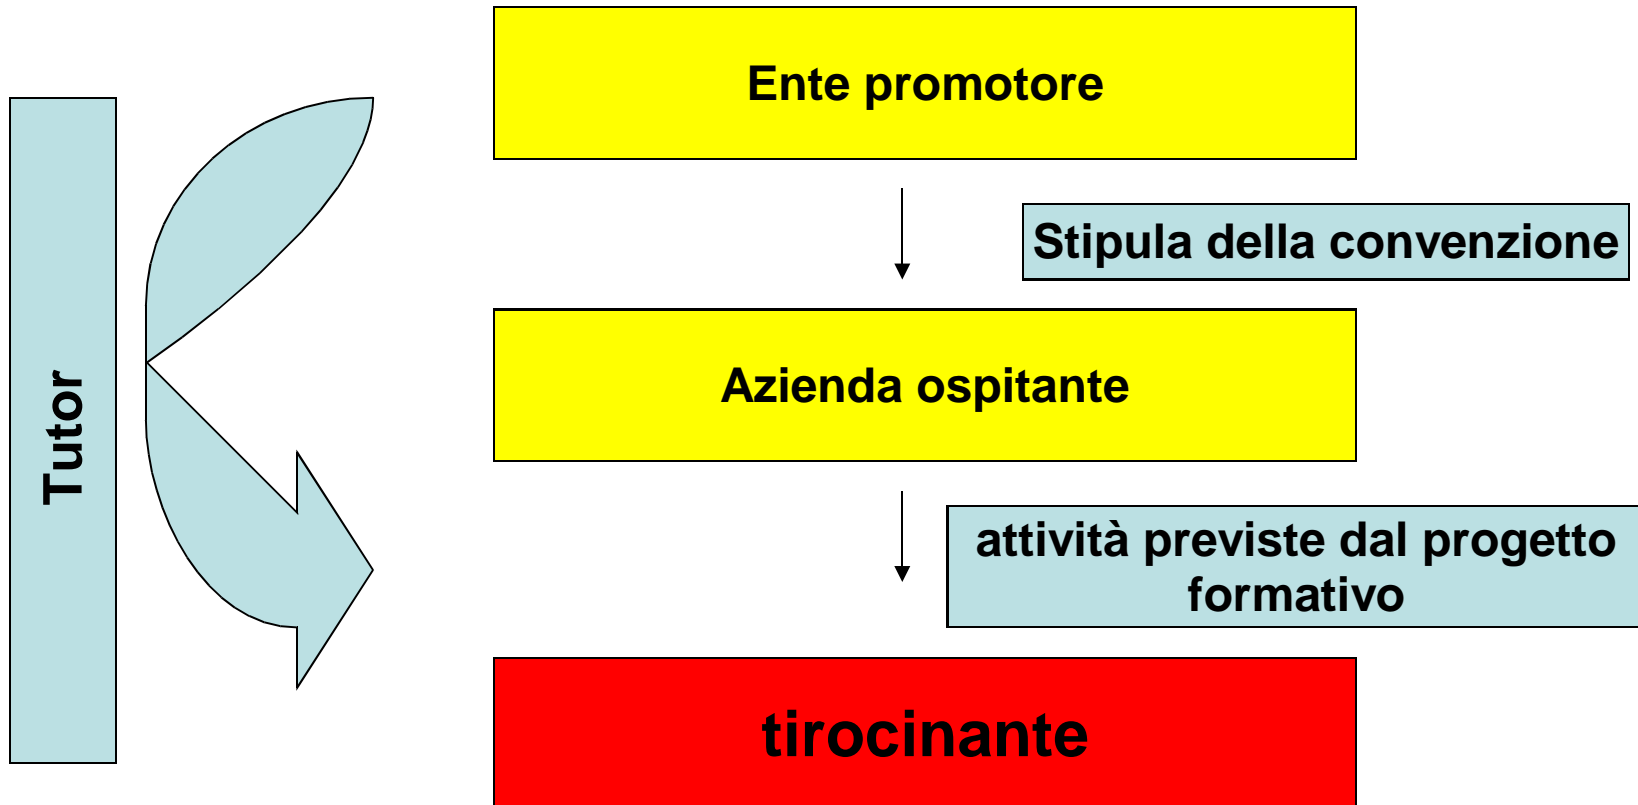 Ente promotore
Stipula della convenzione
Azienda ospitante
Tutor
attività previste dal progetto
formativo
tirocinante